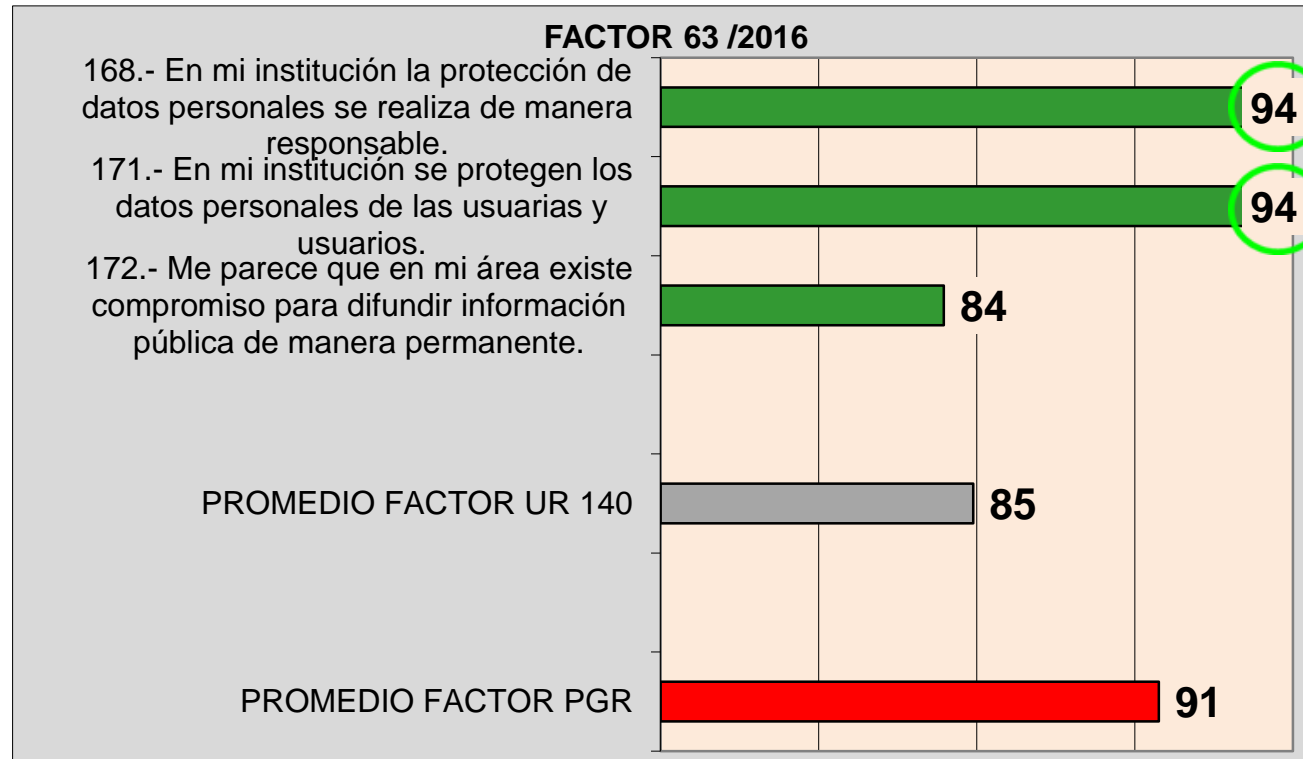 FACTOR 63 /2016
168.- En mi institución la protección de
datos personales se realiza de manera
responsable.
94
171.- En mi institución se protegen los
datos personales de las usuarias y
usuarios.
94
172.- Me parece que en mi área existe
compromiso para difundir información
pública de manera permanente.
84
PROMEDIO FACTOR UR 140
85
PROMEDIO FACTOR PGR
91